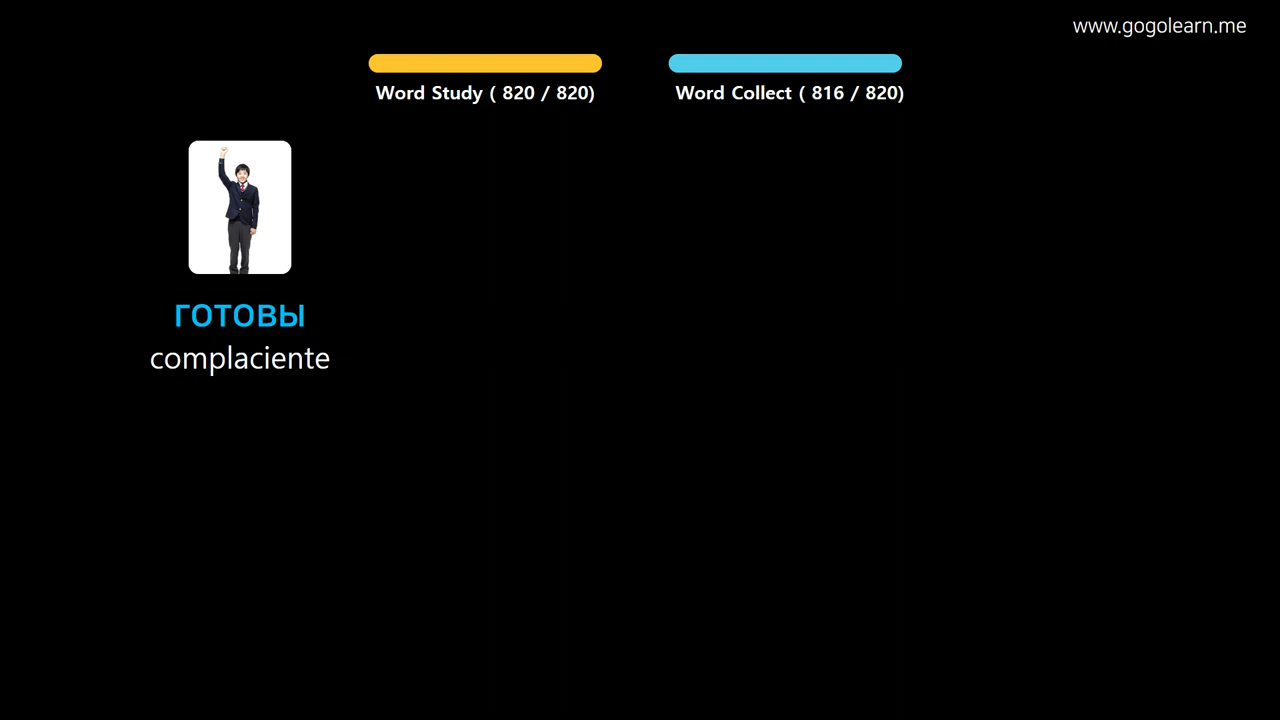 www.gogolearn.me
Word Study ( 820 / 820)
Word Collect ( 816 / 820)
готовы
complaciente